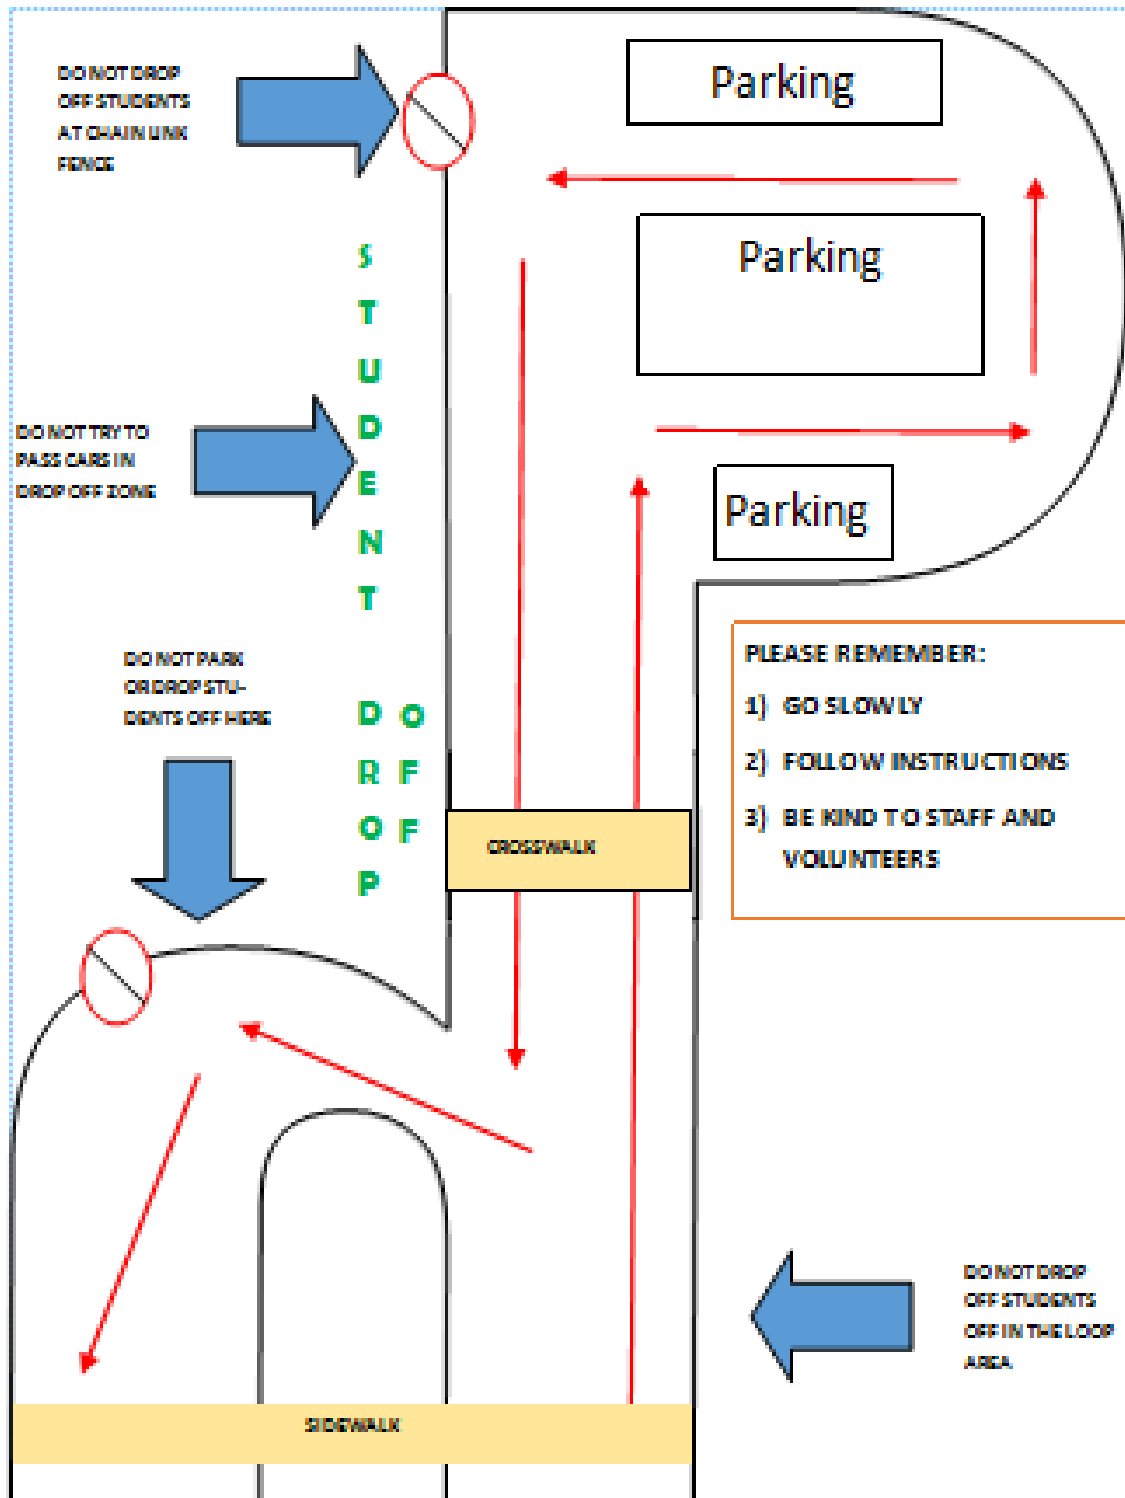 DO NOT DROP
OFF STUDENTS
AT CHAIN LINK
FENCE
Parking
Parking
STUDENT
DO NOT TRY TO
PASS CARS IN
DROP OFF ZONE
Parking
DO NOT PARK
OR DROP STU-
DENTS OFF HERE
DROP
OFF
PLEASE REMEMBER:
1) GO SLOWLY
2) FOLLOW INSTRUCTIONS
3) BE KIND TO STAFF AND
VOLUNTEERS
CROSSWALK
DO NOT DROP
OFF STUDENTS
OFF IN THE LOOP
AREA
SIDEWALK